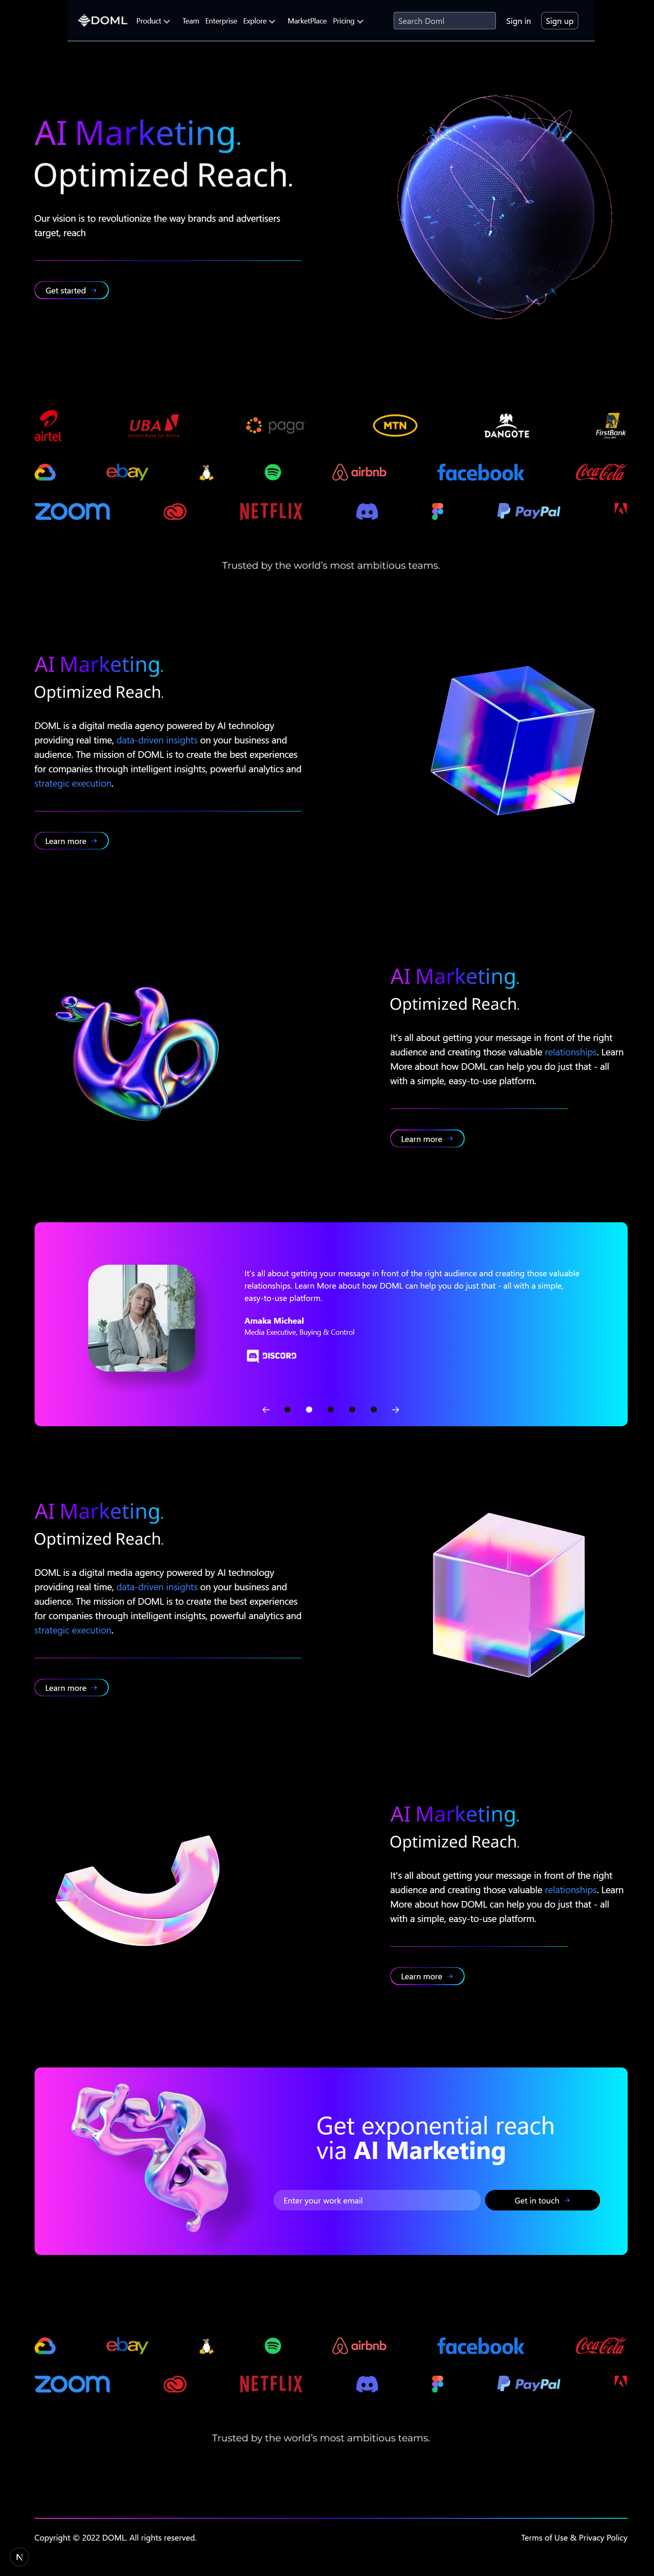 DOML Product Team Enterprise Explore MarketPlace Pricing Search Doml Sign in Sign up
AI Marketing.
Optimized Reach.
Our vision is to revolutionize the way brands and advertisers
target, reach
Get started →
airtel UBA paga MTN DANGOTE FirstBank
United Bank for Africa
ebay airbnb facebook Coca-Cola
zoom NETFLIX PayPal
Trusted by the world's most ambitious teams.
AI Marketing.
Optimized Reach.
DOML is a digital media agency powered by AI technology
providing real time, data-driven insights on your business and
audience. The mission of DOML is to create the best experiences
for companies through intelligent insights, powerful analytics and
strategic execution.
Learn more →
AI Marketing.
Optimized Reach.
It's all about getting your message in front of the right
audience and creating those valuable relationships. Learn
More about how DOML can help you do just that - all
with a simple, easy-to-use platform.
Learn more →
It's all about getting your message in front of the right audience and creating those valuable
relationships. Learn More about how DOML can help you do just that - all with a simple,
easy-to-use platform.
Amaka Micheal
Media Executive, Buying & Control
DISCORD
AI Marketing.
Optimized Reach.
DOML is a digital media agency powered by AI technology
providing real time, data-driven insights on your business and
audience. The mission of DOML is to create the best experiences
for companies through intelligent insights, powerful analytics and
strategic execution.
Learn more →
AI Marketing.
Optimized Reach.
It's all about getting your message in front of the right
audience and creating those valuable relationships. Learn
More about how DOML can help you do just that - all
with a simple, easy-to-use platform.
Learn more →
Get exponential reach
via AI Marketing
Enter your work email Get in touch →
ebay airbnb facebook Coca-Cola
zoom NETFLIX PayPal
Trusted by the world's most ambitious teams.
Copyright © 2022 DOML. All rights reserved. Terms of Use & Privacy Policy
N